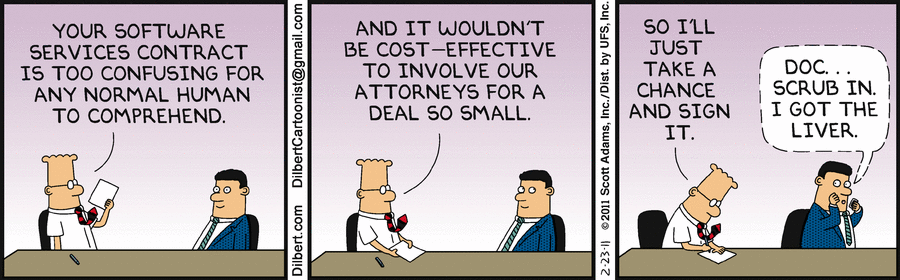 YOUR SOFTWARE
SERVICES CONTRACT
IS TOO CONFUSING FOR
ANY NORMAL HUMAN
TO COMPREHEND.
Dilbert.com DilbertCartoonist@gmail.com
AND IT WOULDN'T
BE COST-EFFECTIVE
TO INVOLVE OUR
ATTORNEYS FOR A
DEAL SO SMALL.
2-23-11 ©2011 Scott Adams, Inc./Dist. by UFS, Inc.
SO I'LL
JUST
TAKE A
CHANCE
AND SIGN
IT.
DOC...
SCRUB IN.
I GOT THE
LIVER.